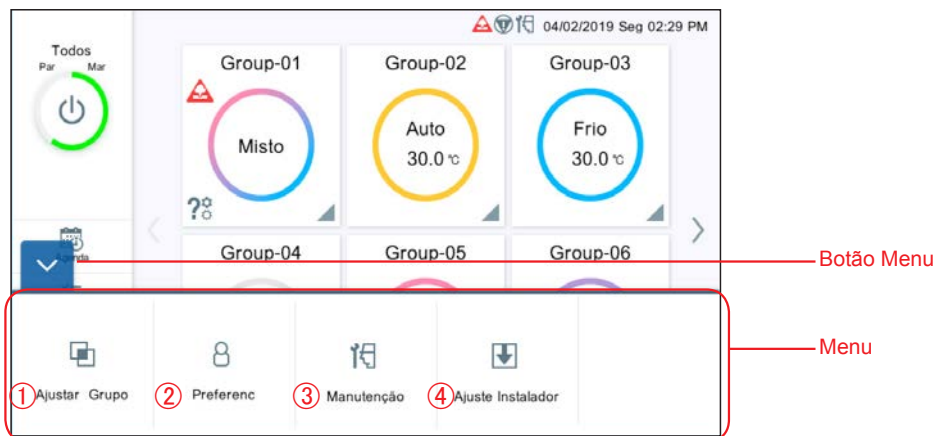 04/02/2019 Seg 02:29 PM
Todos
Par Mar
Group-01
Group-02
Group-03
Misto
Auto
30.0 °C
Frio
30.0 °C
?
Agenda
Group-04
Group-05
Group-06
Botão Menu
Menu
① Ajustar Grupo
② Preferenc
③ Manutenção
④ Ajuste Instalador